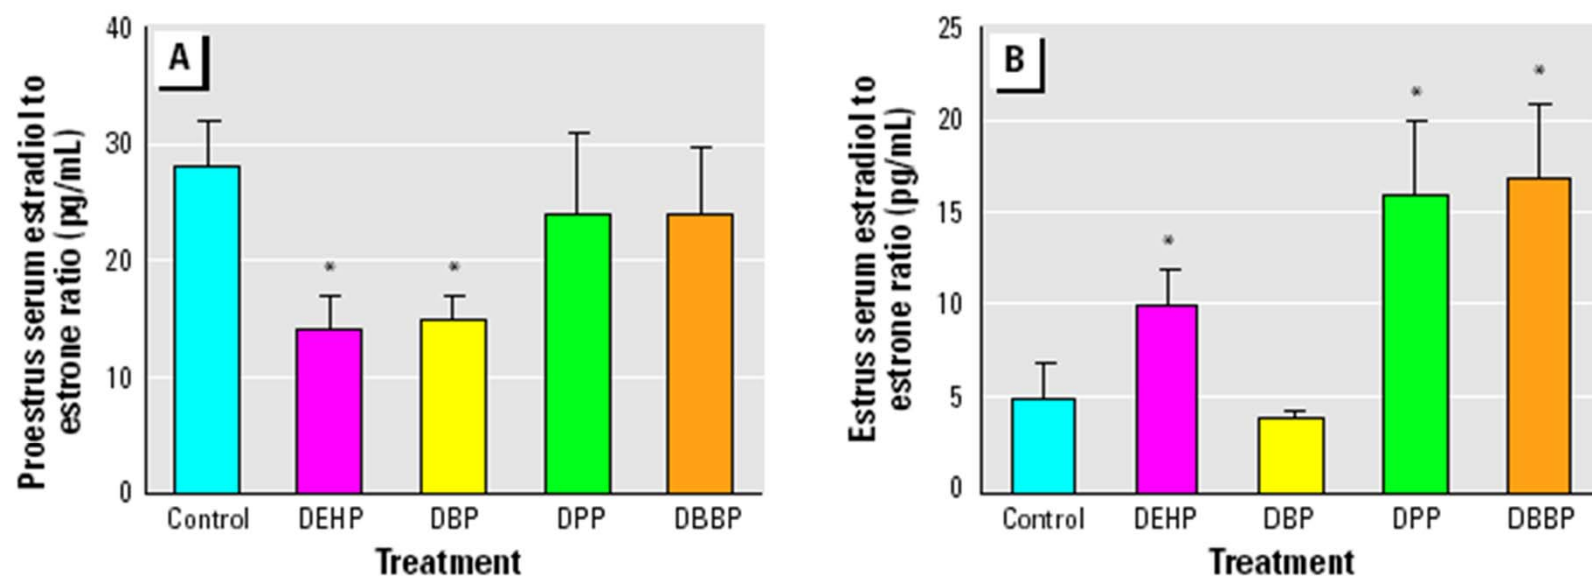 A
Proestrus serum estradiol to
estrone ratio (pg/mL)
40
30
20
10
0
*
*
Control DEHP DBP DPP DBBP
Treatment
B
Estrus serum estradiol to
estrone ratio (pg/mL)
25
20
15
10
5
0
*
*
*
Control DEHP DBP DPP DBBP
Treatment